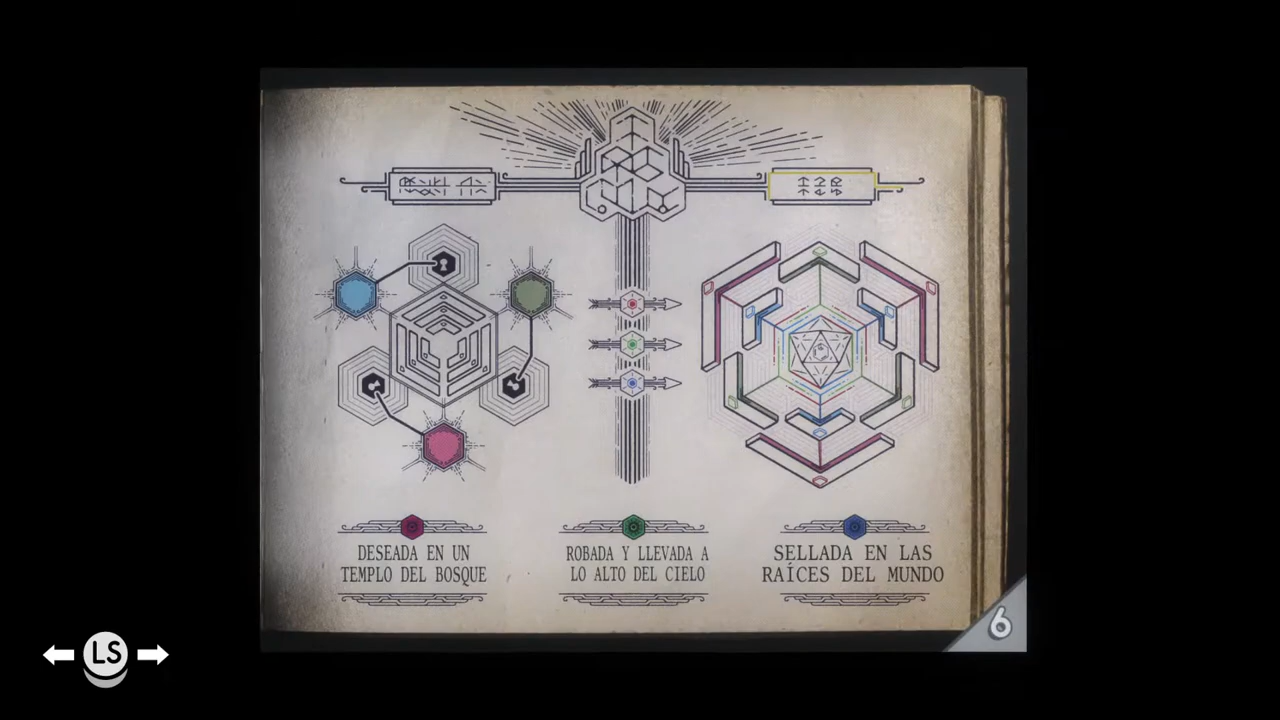 DESEADA EN UN
TEMPLO DEL BOSQUE
ROBADA Y LLEVADA A
LO ALTO DEL CIELO
SELLADA EN LAS
RAÍCES DEL MUNDO
6
LS